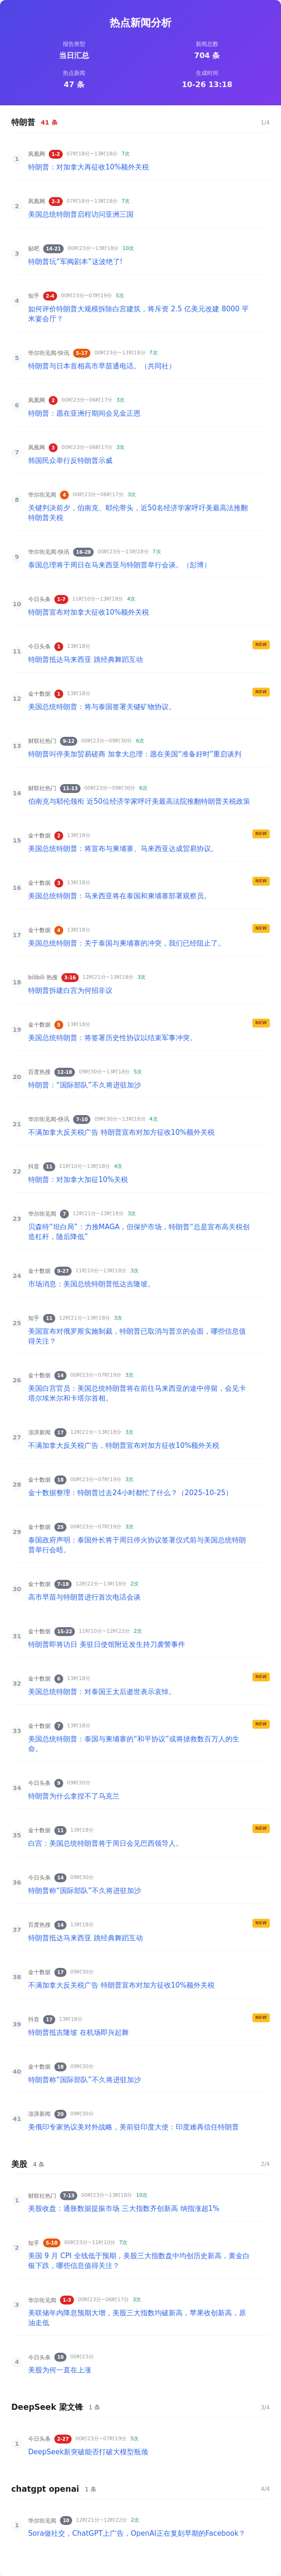 热点新闻分析
报告类型
当日汇总
新闻总数
704 条
热点新闻
47 条
生成时间
10-26 13:18
特朗普 41 条 1/4
1
凤凰网 1-2 07时18分~13时18分 7次
特朗普：对加拿大再征收10%额外关税
2
凤凰网 2-3 07时18分~13时18分 7次
美国总统特朗普启程访亚洲三国
3
贴吧 14-21 00时23分~13时18分 10次
特朗普玩“军阀剧本”这波绝了!
4
知乎 2-4 00时23分~07时19分 5次
如何评价特朗普大规模拆除白宫建筑，将斥资 2.5 亿美元改建 8000 平
米宴会厅？
5
华尔街见闻-快讯 5-17 00时23分~13时18分 7次
特朗普与日本首相高市早苗通电话。（共同社）
6
凤凰网 2 00时23分~06时17分 3次
特朗普：愿在亚洲行期间会见金正恩
7
凤凰网 3 00时23分~06时17分 3次
韩国民众举行反特朗普示威
8
华尔街见闻 4 00时23分~06时17分 3次
关键判决前夕，伯南克、耶伦带头，近50名经济学家呼吁美最高法推翻
特朗普关税
9
华尔街见闻-快讯 16-28 00时23分~13时18分 7次
泰国总理将于周日在马来西亚与特朗普举行会谈。（彭博）
10
今日头条 1-7 11时10分~13时18分 4次
特朗普宣布对加拿大征收10%额外关税
11
今日头条 1 13时18分
NEW
特朗普抵达马来西亚 跳经典舞蹈互动
12
金十数据 1 13时18分
NEW
美国总统特朗普：将与泰国签署关键矿物协议。
13
财联社热门 9-12 00时23分~09时30分 6次
特朗普叫停美加贸易磋商 加拿大总理：愿在美国“准备好时”重启谈判
14
财联社热门 11-13 00时23分~09时30分 6次
伯南克与耶伦领衔 近50位经济学家呼吁美最高法院推翻特朗普关税政策
15
金十数据 2 13时18分
NEW
美国总统特朗普：将宣布与柬埔寨、马来西亚达成贸易协议。
16
金十数据 3 13时18分
NEW
美国总统特朗普：马来西亚将在泰国和柬埔寨部署观察员。
17
金十数据 4 13时18分
NEW
美国总统特朗普：关于泰国与柬埔寨的冲突，我们已经阻止了。
18
bilibili 热搜 3-16 12时21分~13时18分 3次
特朗普拆建白宫为何招非议
19
金十数据 5 13时18分
NEW
美国总统特朗普：将签署历史性协议以结束军事冲突。
20
百度热搜 12-18 09时30分~13时18分 5次
特朗普：“国际部队”不久将进驻加沙
21
华尔街见闻-快讯 7-10 09时30分~13时18分 4次
不满加拿大反关税广告 特朗普宣布对加方征收10%额外关税
22
抖音 11 11时10分~13时18分 4次
特朗普：对加拿大加征10%关税
23
华尔街见闻 7 12时21分~13时18分 3次
贝森特“坦白局”：力推MAGA，但保护市场，特朗普“总是宣布高关税创
造杠杆，随后降低”
24
金十数据 9-27 11时10分~13时18分 3次
市场消息：美国总统特朗普抵达吉隆坡。
25
知乎 11 12时21分~13时18分 3次
美国宣布对俄罗斯实施制裁，特朗普已取消与普京的会面，哪些信息值
得关注？
26
金十数据 14 00时23分~07时19分 3次
美国白宫官员：美国总统特朗普将在前往马来西亚的途中停留，会见卡
塔尔埃米尔和卡塔尔首相。
27
澎湃新闻 17 12时21分~13时18分 3次
不满加拿大反关税广告，特朗普宣布对加方征收10%额外关税
28
金十数据 18 00时23分~07时19分 3次
金十数据整理：特朗普过去24小时都忙了什么？（2025-10-25）
29
金十数据 25 00时23分~07时19分 3次
泰国政府声明：泰国外长将于周日停火协议签署仪式前与美国总统特朗
普举行会晤。
30
金十数据 7-18 12时22分~13时18分 2次
高市早苗与特朗普进行首次电话会谈
31
金十数据 15-22 11时10分~12时22分 2次
特朗普即将访日 美驻日使馆附近发生持刀袭警事件
32
金十数据 6 13时18分
NEW
美国总统特朗普：对泰国王太后逝世表示哀悼。
33
金十数据 7 13时18分
NEW
美国总统特朗普：泰国与柬埔寨的“和平协议”或将拯救数百万人的生
命。
34
今日头条 9 09时30分
特朗普为什么拿捏不了乌克兰
35
金十数据 11 13时18分
NEW
白宫：美国总统特朗普将于周日会见巴西领导人。
36
今日头条 14 09时30分
特朗普称“国际部队”不久将进驻加沙
37
百度热搜 14 13时18分
NEW
特朗普抵达马来西亚 跳经典舞蹈互动
38
金十数据 17 09时30分
不满加拿大反关税广告 特朗普宣布对加方征收10%额外关税
39
抖音 17 13时18分
NEW
特朗普抵吉隆坡 在机场即兴起舞
40
金十数据 18 09时30分
特朗普称“国际部队”不久将进驻加沙
41
澎湃新闻 20 09时30分
美俄印专家热议美对外战略，美前驻印度大使：印度难再信任特朗普
美股 4 条 2/4
1
财联社热门 7-13 00时23分~13时18分 10次
美股收盘：通胀数据提振市场 三大指数齐创新高 纳指涨超1%
2
知乎 5-10 00时23分~11时10分 7次
美国 9 月 CPI 全线低于预期，美股三大指数盘中均创历史新高，黄金白
银下跌，哪些信息值得关注？
3
华尔街见闻 1-3 00时23分~06时17分 3次
美联储年内降息预期大增，美股三大指数均破新高，苹果收创新高，原
油走低
4
今日头条 10 00时23分
美股为何一直在上涨
DeepSeek 梁文锋 1 条 3/4
1
今日头条 2-27 00时23分~07时19分 5次
DeepSeek新突破能否打破大模型瓶颈
chatgpt openai 1 条 4/4
1
华尔街见闻 10 12时21分~12时22分 2次
Sora做社交，ChatGPT上广告，OpenAI正在复刻早期的Facebook？